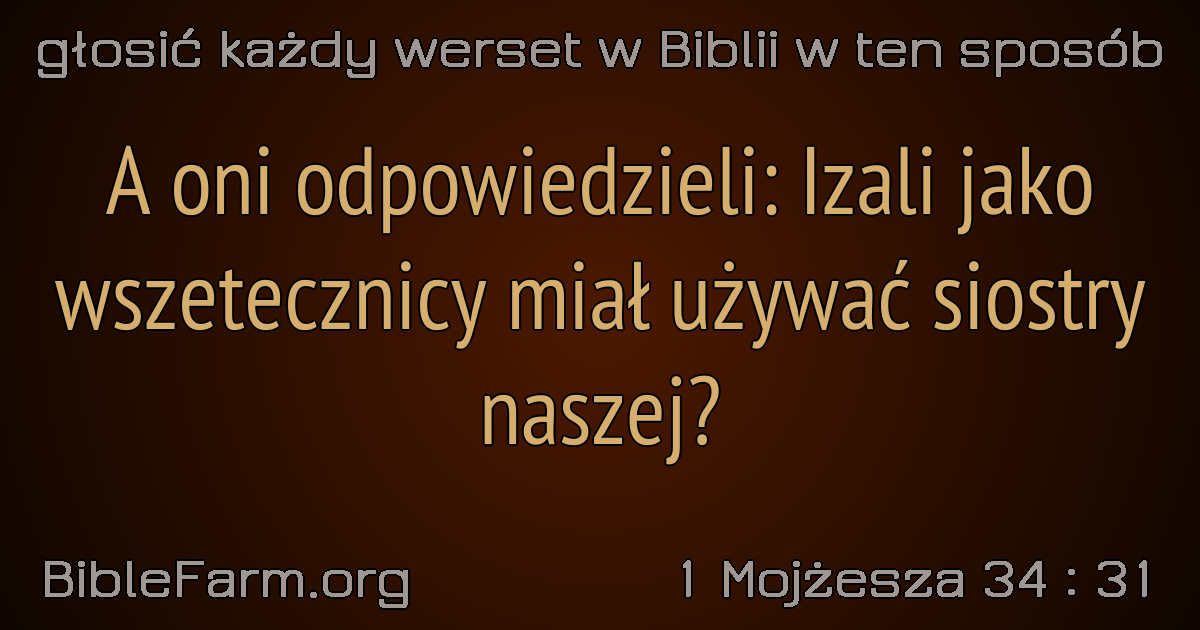 głosić każdy werset w Biblii w ten sposób
A oni odpowiedzieli: Izali jako
wszetecznicy miał używać siostry
naszej?
BibleFarm.org
1 Mojżesza 34 : 31